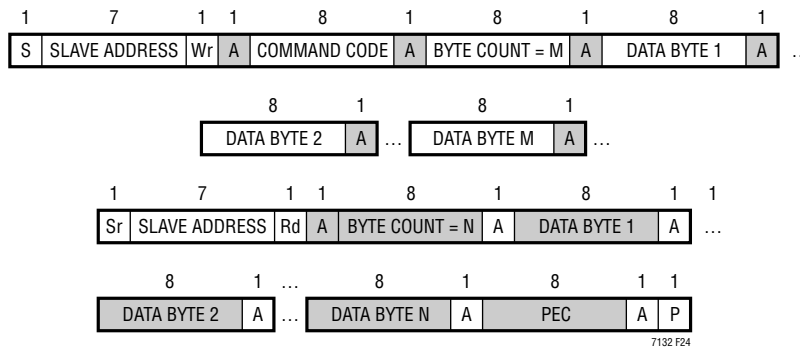 1 7 1 1 8 1 8 1 8 1
S SLAVE ADDRESS Wr A COMMAND CODE A BYTE COUNT = M A DATA BYTE 1 A …
8 1 8 1
DATA BYTE 2 A … DATA BYTE M A …
1 7 1 1 8 1 8 1 1
Sr SLAVE ADDRESS Rd A BYTE COUNT = N A DATA BYTE 1 A …
8 1 … 8 1 8 1 1
DATA BYTE 2 A … DATA BYTE N A PEC A P
7132 F24